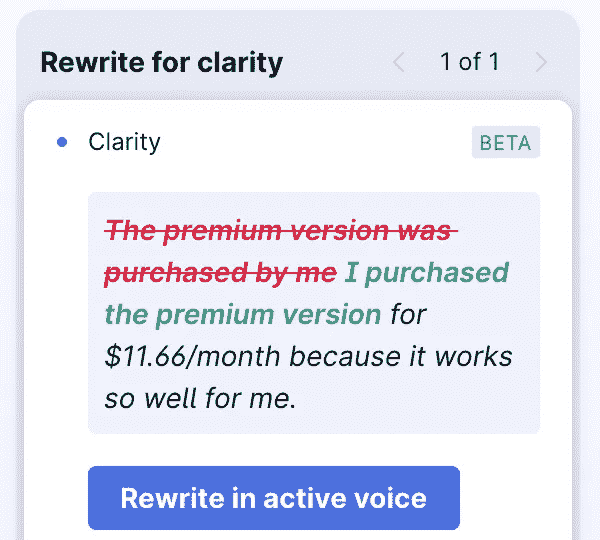 Rewrite for clarity
1 of 1
Clarity
BETA
The premium version was
purchased by me I purchased
the premium version for
$11.66/month because it works
so well for me.
Rewrite in active voice